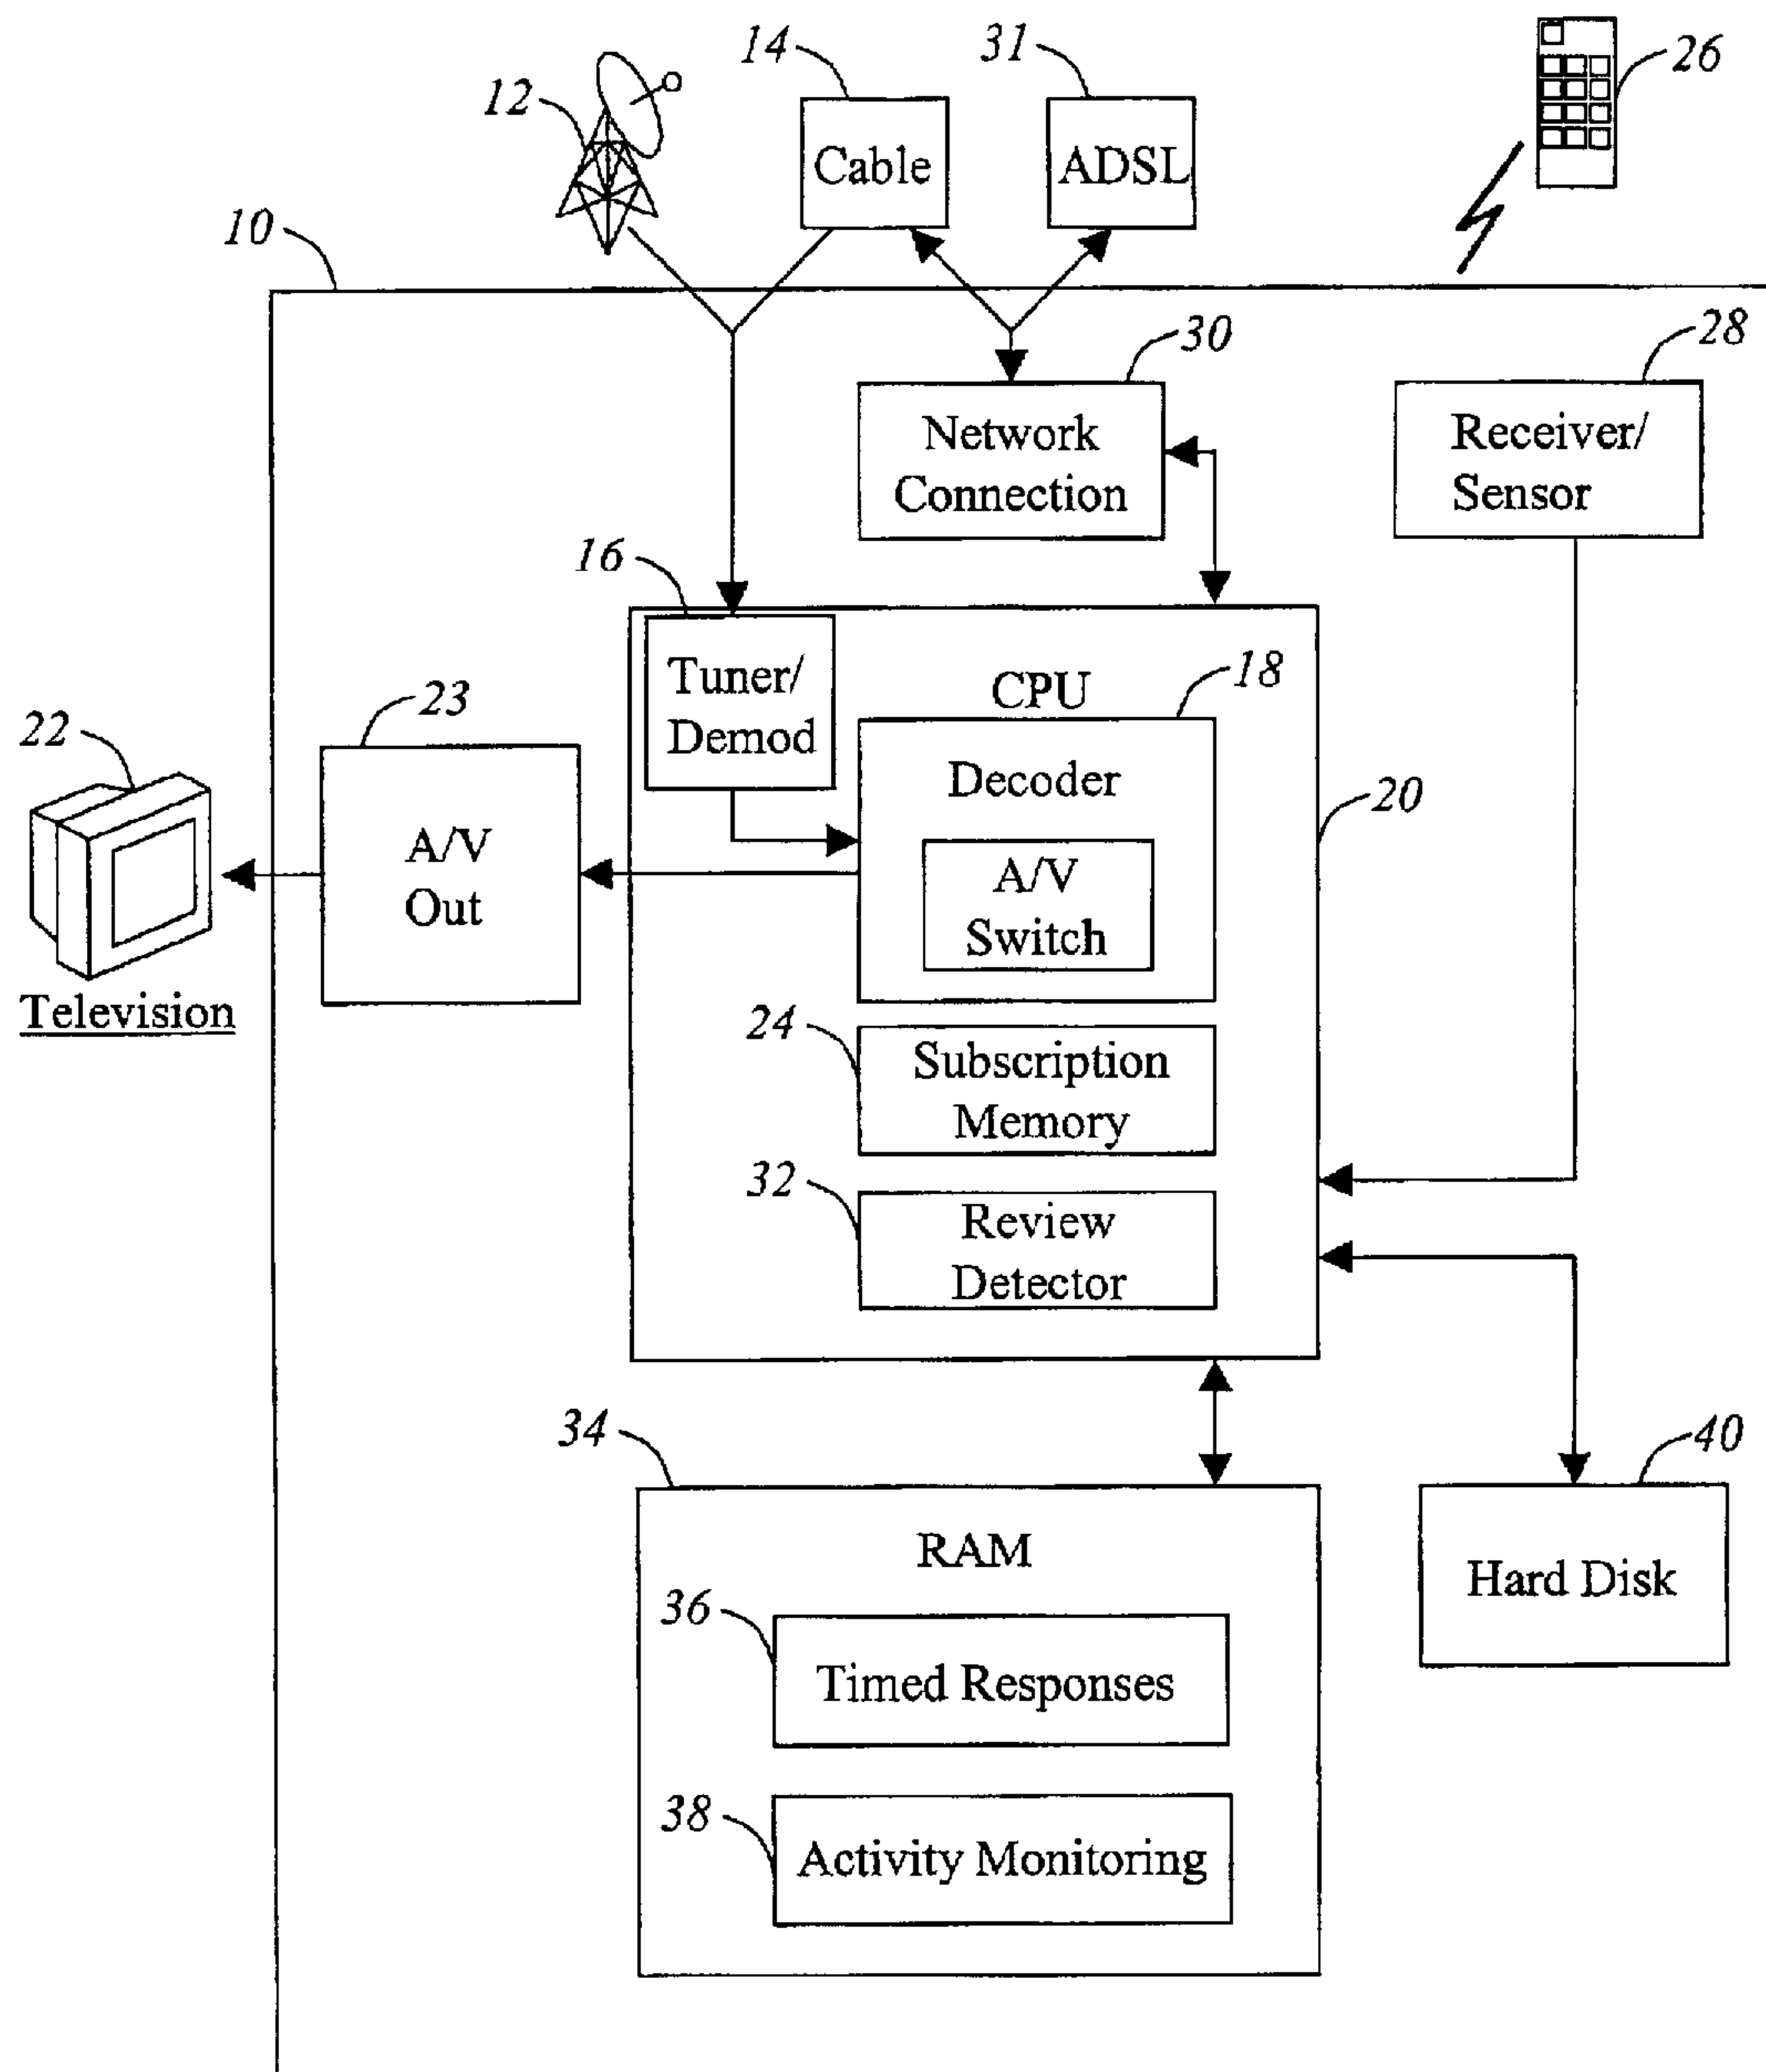 14
31
26
12
Cable
ADSL
10
30
28
Network
Connection
Receiver/
Sensor
16
Tuner/
Demod
CPU
18
23
22
Decoder
20
A/V
Out
A/V
Switch
Television
24
Subscription
Memory
32
Review
Detector
34
40
RAM
Hard Disk
36
Timed Responses
38
Activity Monitoring